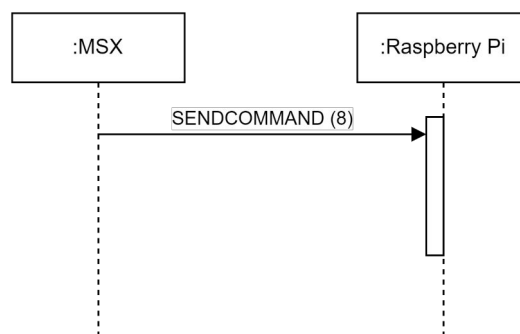 :MSX
:Raspberry Pi
SENDCOMMAND (8)